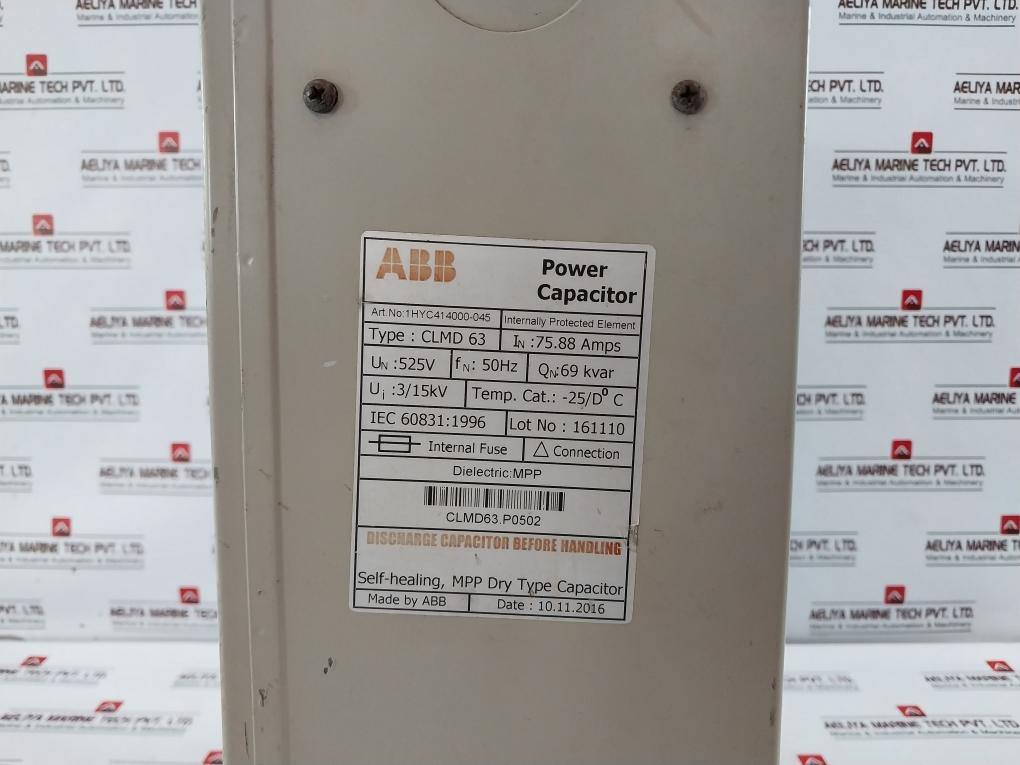 ABB
Power
Capacitor
Art.No:1HYC414000-045
Internally Protected Element
Type : CLMD 63
IN :75.88 Amps
UN :525V
fN: 50Hz
QN:69 kvar
Ui :3/15kV
Temp. Cat.: -25/D⁰ C
IEC 60831:1996
Lot No : 161110
Internal Fuse
△ Connection
Dielectric:MPP
CLMD63.P0502
DISCHARGE CAPACITOR BEFORE HANDLING
Self-healing, MPP Dry Type Capacitor
Made by ABB
Date : 10.11.2016
AELIYA MARINE TECH PVT. LTD.
Marine & Industrial Automation & Machinery